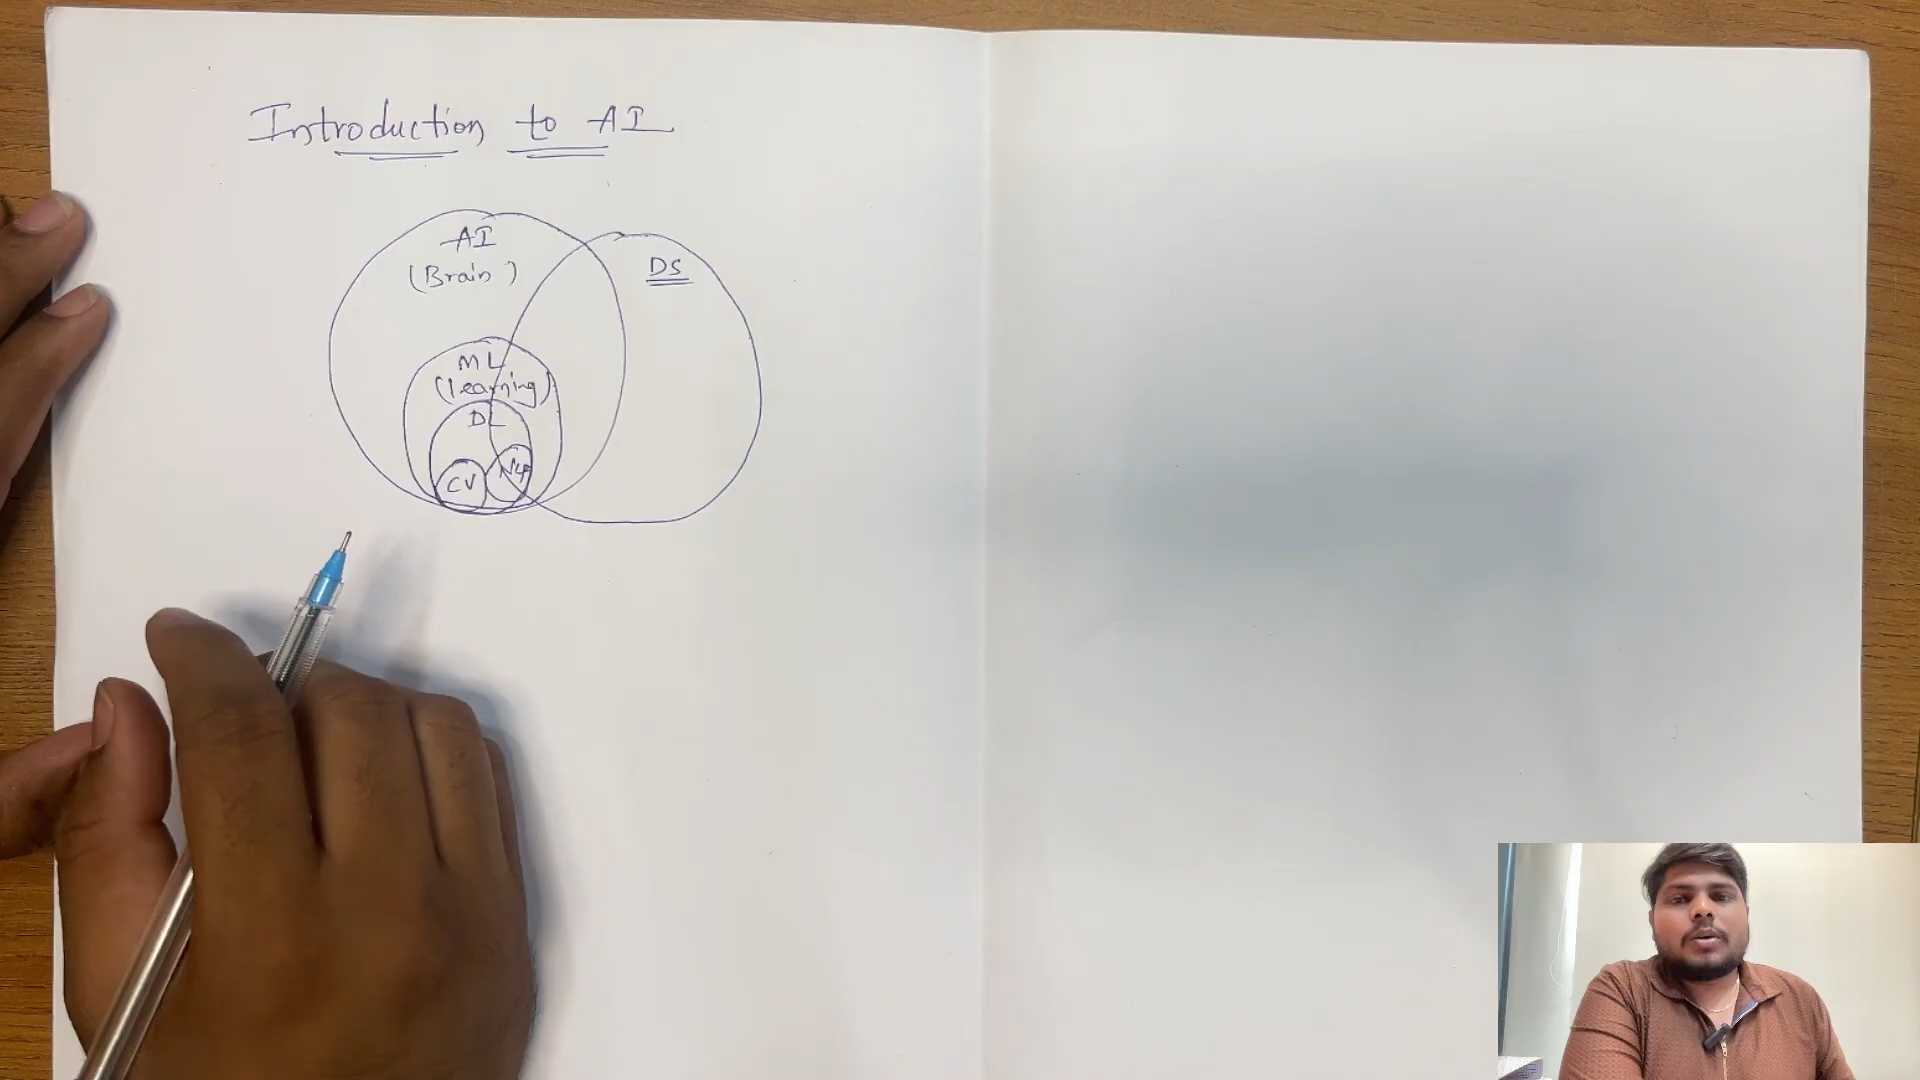 Introduction to AI
AI
(Brain)
DS
ML
(learning)
DL
CV
NLP